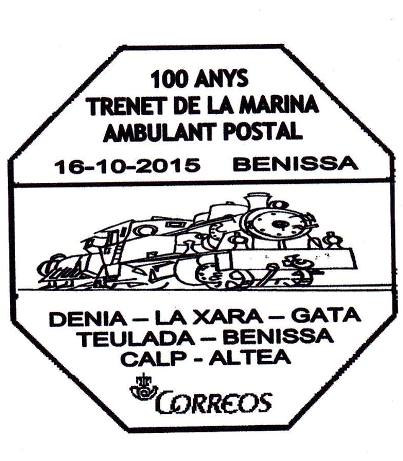 100 ANYS
TRENET DE LA MARINA
AMBULANT POSTAL
16-10-2015 BENISSA
DENIA – LA XARA – GATA
TEULADA – BENISSA
CALP - ALTEA
CORREOS